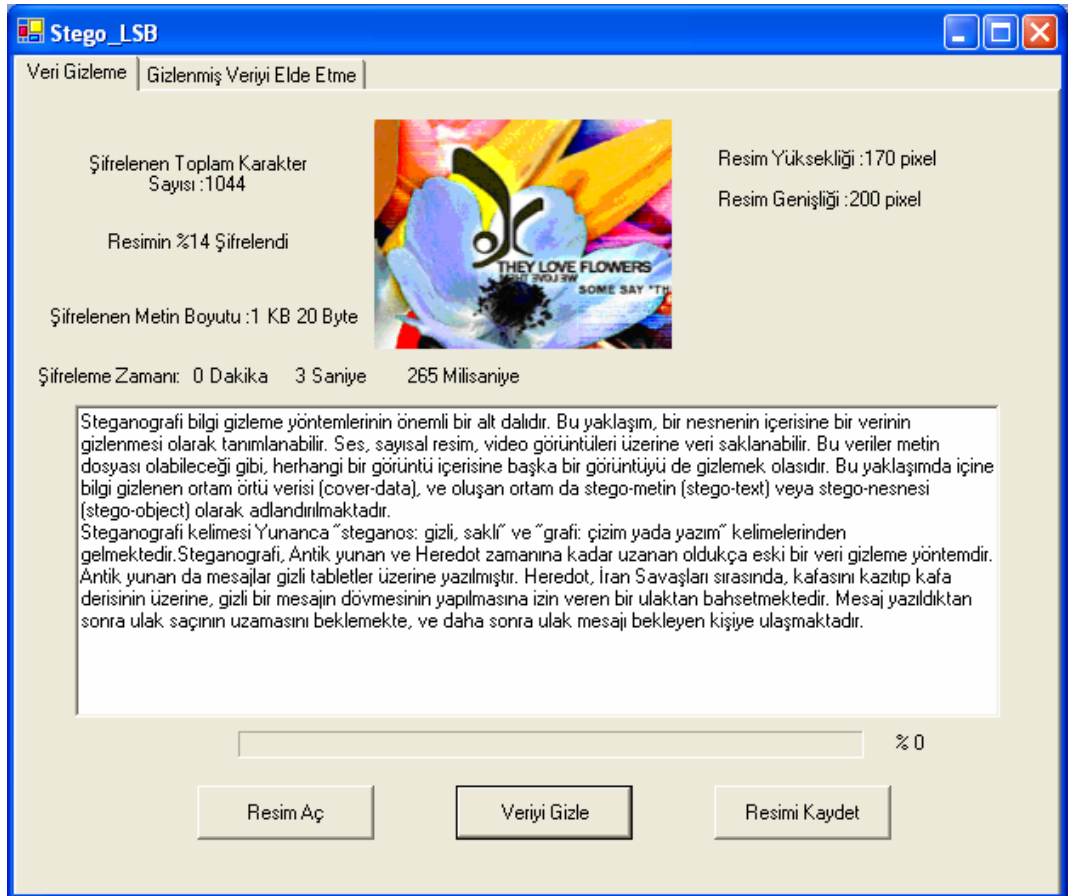 Stego_LSB
Veri Gizleme
Gizlenmiş Veriyi Elde Etme
Şifrelenen Toplam Karakter
Sayısı :1044
Resimin %14 Şifrelendi
Şifrelenen Metin Boyutu :1 KB 20 Byte
THEY LOVE FLOWERS
WE LOVE THEM
SOME SAY "TH
Resim Yüksekliği :170 pixel
Resim Genişliği :200 pixel
Şifreleme Zamanı: 0 Dakika 3 Saniye 265 Milisaniye
Steganografi bilgi gizleme yöntemlerinin önemli bir alt dalıdır. Bu yaklaşım, bir nesnenin içerisine bir verinin
gizlenmesi olarak tanımlanabilir. Ses, sayısal resim, video görüntüleri üzerine veri saklanabilir. Bu veriler metin
dosyası olabileceği gibi, herhangi bir görüntü içerisine başka bir görüntüyü de gizlemek olasıdır. Bu yaklaşımda içine
bilgi gizlenen ortam örtü verisi (cover-data), ve oluşan ortam da stego-metin (stego-text) veya stego-nesnesi
(stego-object) olarak adlandırılmaktadır.
Steganografi kelimesi Yunanca "steganos: gizli, saklı" ve "grafi: çizim yada yazım" kelimelerinden
gelmektedir.Steganografi, Antik yunan ve Heredot zamanına kadar uzanan oldukça eski bir veri gizleme yöntemdir.
Antik yunan da mesajlar gizli tabletler üzerine yazılmıştır. Heredot, İran Savaşları sırasında, kafasını kazıtıp kafa
derisinin üzerine, gizli bir mesajın dövmesinin yapılmasına izin veren bir ulaktan bahsetmektedir. Mesaj yazıldıktan
sonra ulak saçının uzamasını beklemekte, ve daha sonra ulak mesajı bekleyen kişiye ulaşmaktadır.
% 0
Resim Aç
Veriyi Gizle
Resimi Kaydet